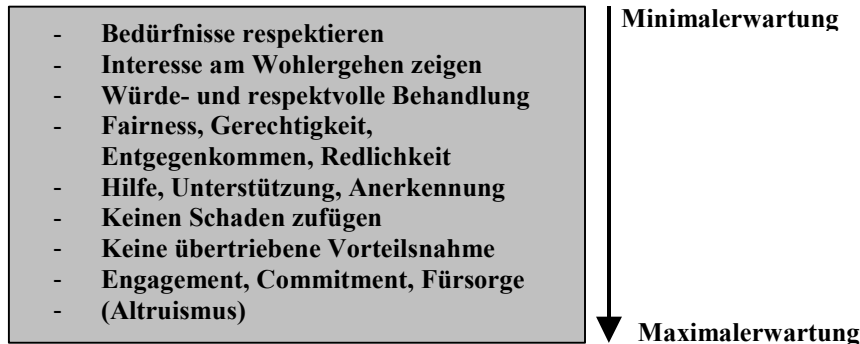 Minimalerwartung
- Bedürfnisse respektieren
- Interesse am Wohlergehen zeigen
- Würde- und respektvolle Behandlung
- Fairness, Gerechtigkeit,
Entgegenkommen, Redlichkeit
- Hilfe, Unterstützung, Anerkennung
- Keinen Schaden zufügen
- Keine übertriebene Vorteilsnahme
- Engagement, Commitment, Fürsorge
- (Altruismus)
Maximalerwartung